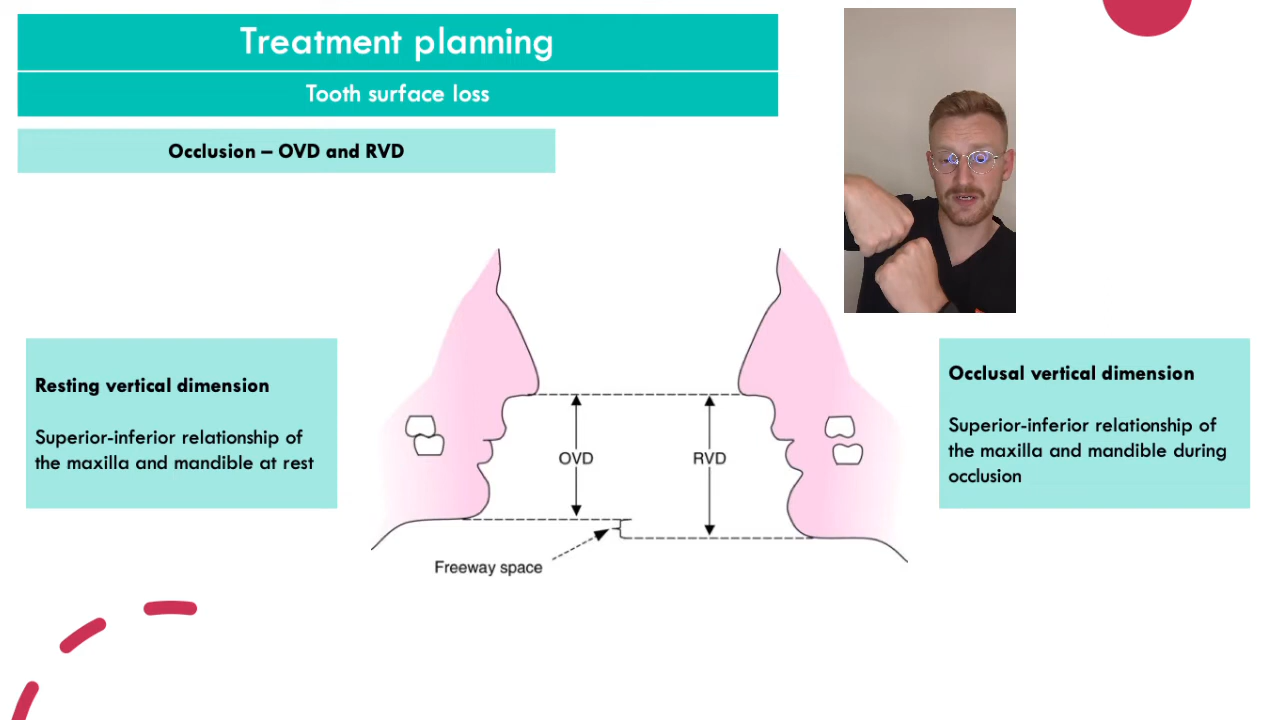 Treatment planning
Tooth surface loss
Occlusion – OVD and RVD
Resting vertical dimension
Superior-inferior relationship of
the maxilla and mandible at rest
OVD
RVD
Freeway space
Occlusal vertical dimension
Superior-inferior relationship of
the maxilla and mandible during
occlusion